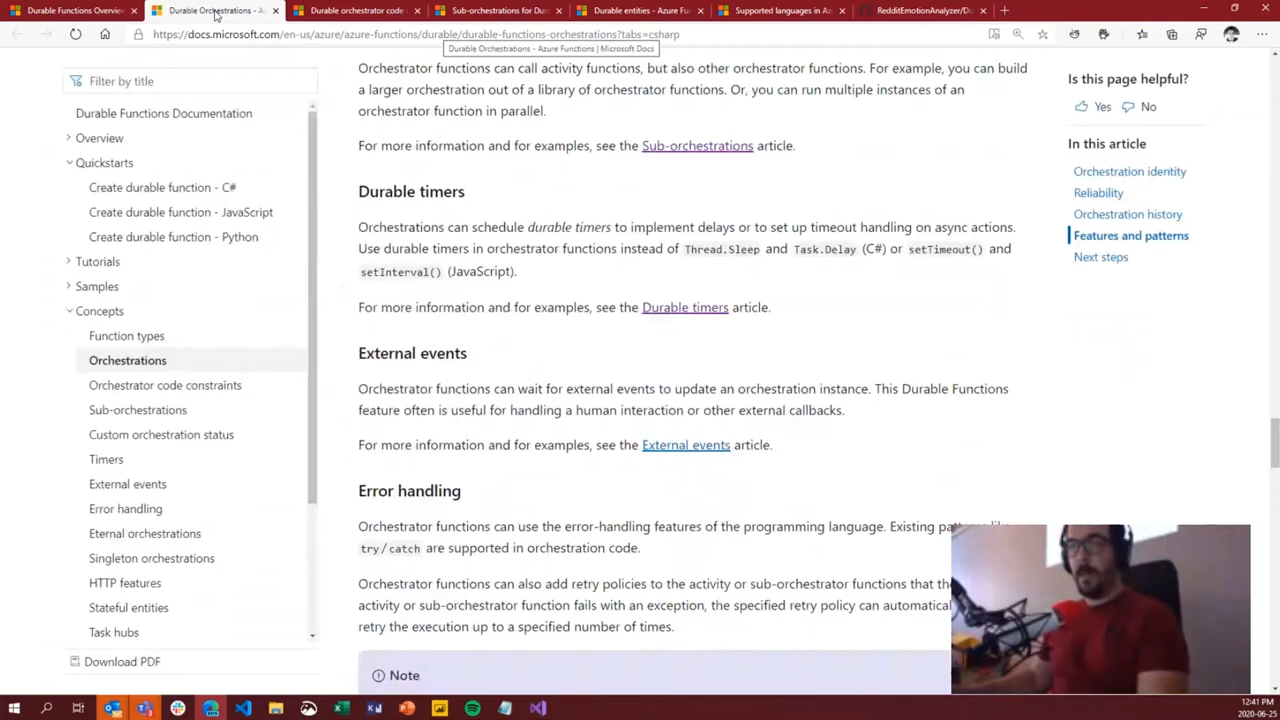 Durable Functions Overview
Durable Orchestrations - A
Durable orchestrator code
Sub-orchestrations for Dur
Durable entities - Azure Fu
Supported languages in Az
RedditEmotionAnalyzer/Du
https://docs.microsoft.com/en-us/azure/azure-functions/durable/durable-functions-orchestrations?tabs=csharp
Durable Orchestrations - Azure Functions | Microsoft Docs
Filter by title
Durable Functions Documentation
Overview
Quickstarts
Create durable function - C#
Create durable function - JavaScript
Create durable function - Python
Tutorials
Samples
Concepts
Function types
Orchestrations
Orchestrator code constraints
Sub-orchestrations
Custom orchestration status
Timers
External events
Error handling
Eternal orchestrations
Singleton orchestrations
HTTP features
Stateful entities
Task hubs
Download PDF
Orchestrator functions can call activity functions, but also other orchestrator functions. For example, you can build
a larger orchestration out of a library of orchestrator functions. Or, you can run multiple instances of an
orchestrator function in parallel.
For more information and for examples, see the Sub-orchestrations article.
Durable timers
Orchestrations can schedule durable timers to implement delays or to set up timeout handling on async actions.
Use durable timers in orchestrator functions instead of Thread.Sleep and Task.Delay (C#) or setTimeout() and
setInterval() (JavaScript).
For more information and for examples, see the Durable timers article.
External events
Orchestrator functions can wait for external events to update an orchestration instance. This Durable Functions
feature often is useful for handling a human interaction or other external callbacks.
For more information and for examples, see the External events article.
Error handling
Orchestrator functions can use the error-handling features of the programming language. Existing
try/catch are supported in orchestration code.
Orchestrator functions can also add retry policies to the activity or sub-orchestrator functions that
activity or sub-orchestrator function fails with an exception, the specified retry policy can
retry the execution up to a specified number of times.
Note
Is this page helpful?
Yes No
In this article
Orchestration identity
Reliability
Orchestration history
Features and patterns
Next steps
12:41 PM
2020-06-25